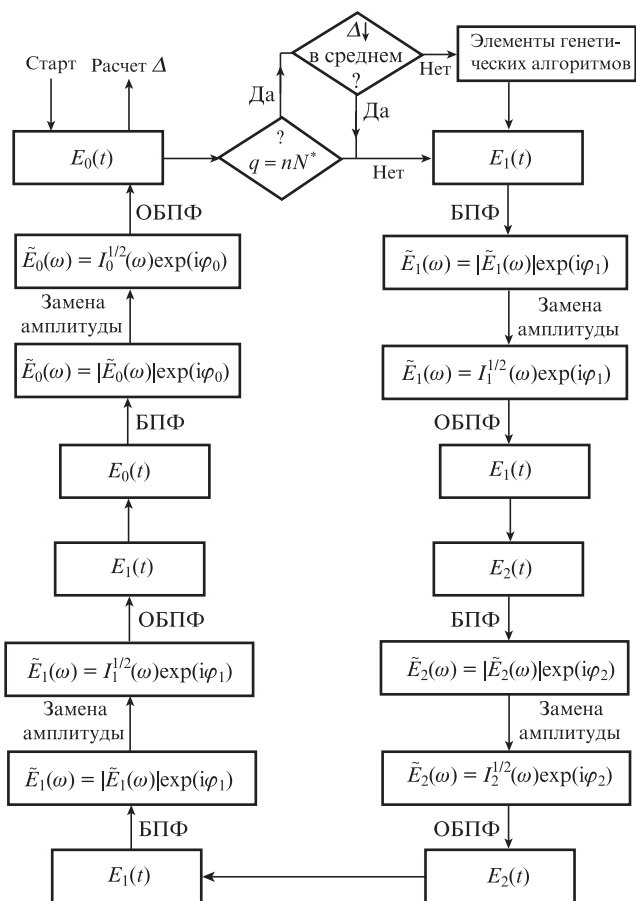 Старт
Расчет Δ
E₀(t)
?
q = nN*
Да
Δ↓
в среднем
?
Нет
Да
Нет
Элементы генети-
ческих алгоритмов
E₁(t)
БПФ
Ẽ₁(ω) = |Ẽ₁(ω)|exp(iφ₁)
Замена
амплитуды
Ẽ₁(ω) = I₁^{1/2}(ω)exp(iφ₁)
ОБПФ
E₁(t)
E₂(t)
БПФ
Ẽ₂(ω) = |Ẽ₂(ω)|exp(iφ₂)
Замена
амплитуды
Ẽ₂(ω) = I₂^{1/2}(ω)exp(iφ₂)
ОБПФ
E₂(t)
E₁(t)
БПФ
Ẽ₁(ω) = |Ẽ₁(ω)|exp(iφ₁)
Замена
амплитуды
Ẽ₁(ω) = I₁^{1/2}(ω)exp(iφ₁)
ОБПФ
E₁(t)
E₀(t)
БПФ
Ẽ₀(ω) = |Ẽ₀(ω)|exp(iφ₀)
Замена
амплитуды
Ẽ₀(ω) = I₀^{1/2}(ω)exp(iφ₀)
ОБПФ